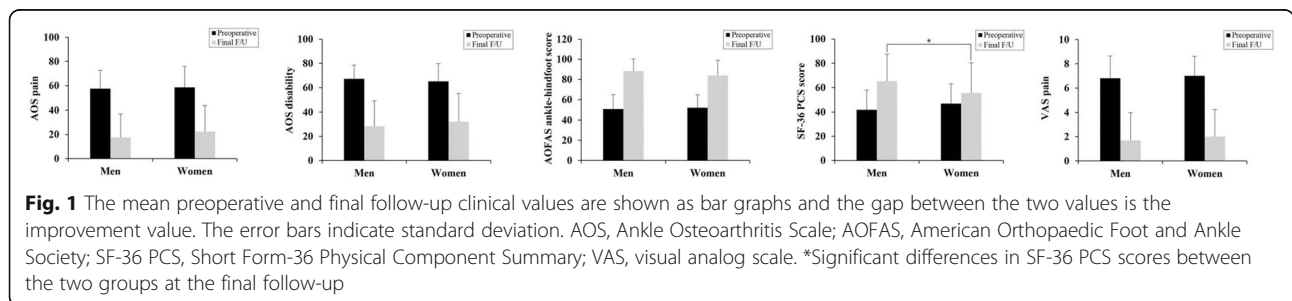 Preoperative
Final F/U
100
80
60
40
20
0
AOS pain
Men
Women
Preoperative
Final F/U
100
80
60
40
20
0
AOS disability
Men
Women
Preoperative
Final F/U
120
100
80
60
40
20
0
AOFAS ankle-hindfoot score
Men
Women
Preoperative
Final F/U
*
100
80
60
40
20
0
SF-36 PCS score
Men
Women
Preoperative
Final F/U
10
8
6
4
2
0
VAS pain
Men
Women
Fig. 1 The mean preoperative and final follow-up clinical values are shown as bar graphs and the gap between the two values is the
improvement value. The error bars indicate standard deviation. AOS, Ankle Osteoarthritis Scale; AOFAS, American Orthopaedic Foot and Ankle
Society; SF-36 PCS, Short Form-36 Physical Component Summary; VAS, visual analog scale. *Significant differences in SF-36 PCS scores between
the two groups at the final follow-up